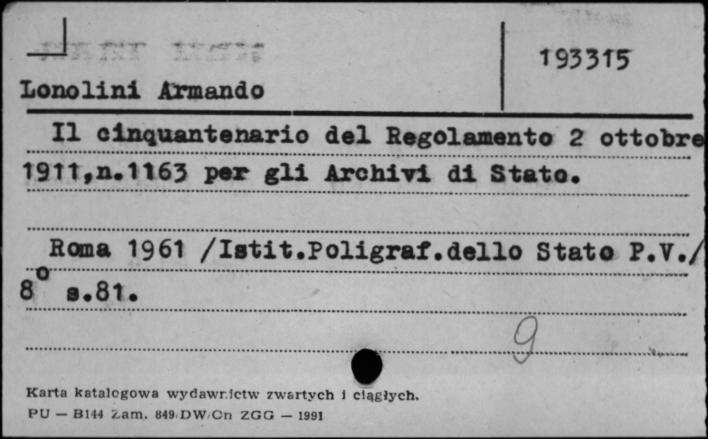 193315
Lonolini Armando
Il cinquantenario del Regolamento 2 ottobre
1911,n.1163 per gli Archivi di Stato.
Roma 1961 /Istit.Poligraf.dello Stato P.V./
8° s.81.
9
Karta katalogowa wydawnictw zwartych i ciągłych.
PU — B144 Zam. 849/DW/Cn ZGG — 1991